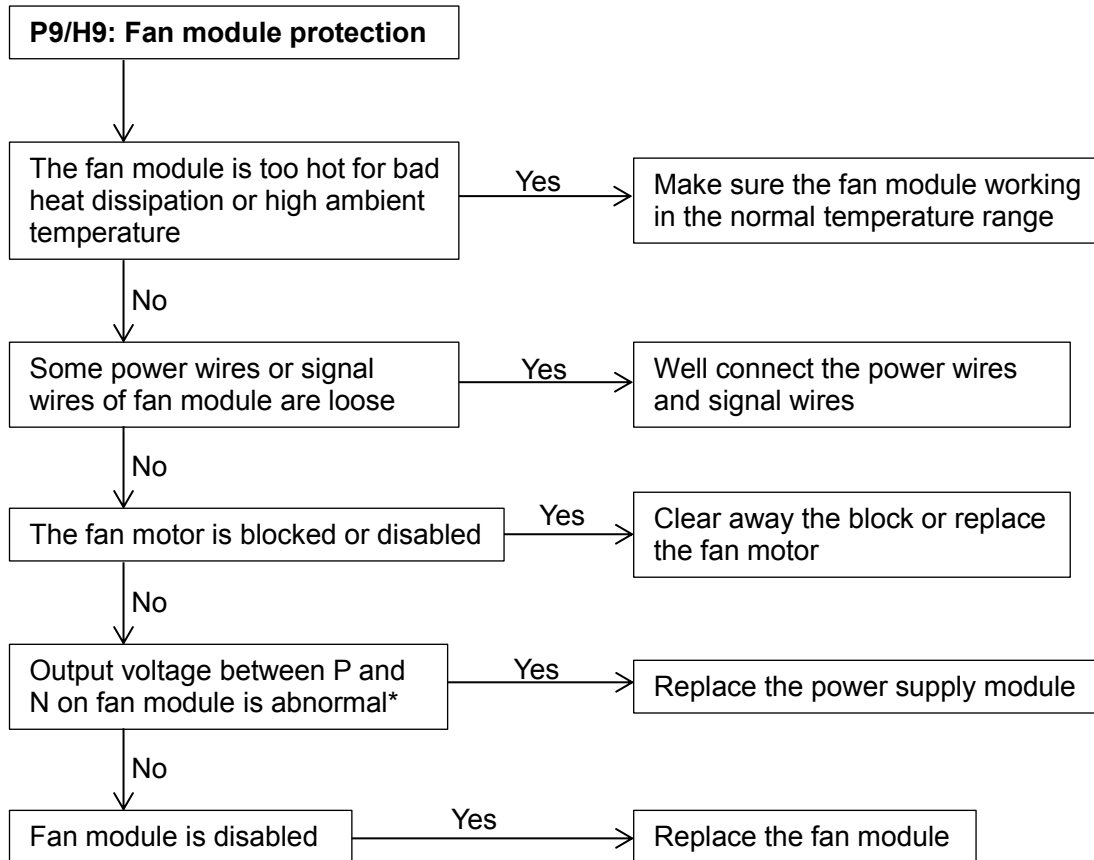 P9/H9: Fan module protection
The fan module is too hot for bad
heat dissipation or high ambient
temperature
Yes
Make sure the fan module working
in the normal temperature range
No
Some power wires or signal
wires of fan module are loose
Yes
Well connect the power wires
and signal wires
No
The fan motor is blocked or disabled
Yes
Clear away the block or replace
the fan motor
No
Output voltage between P and
N on fan module is abnormal*
Yes
Replace the power supply module
No
Fan module is disabled
Yes
Replace the fan module